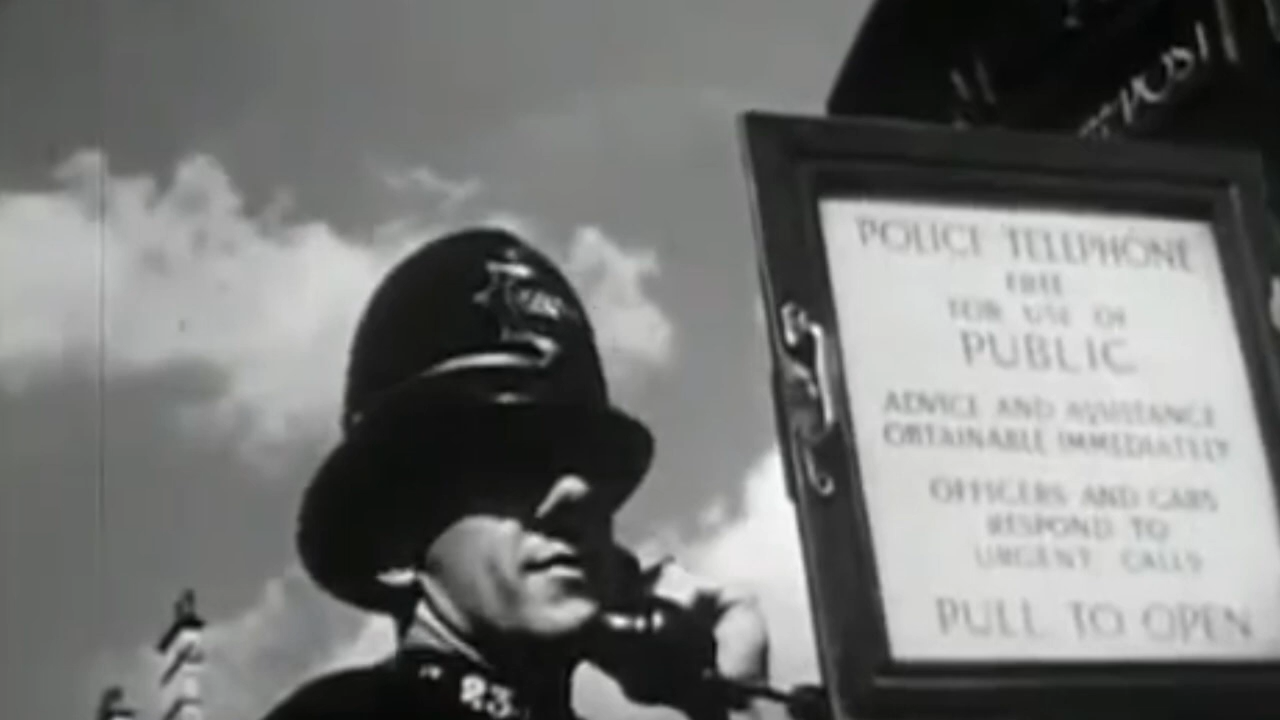 POLICE TELEPHONE
FREE
FOR USE OF
PUBLIC
ADVICE AND ASSISTANCE
OBTAINABLE IMMEDIATELY
OFFICERS AND CARS
RESPOND TO
URGENT CALLS
PULL TO OPEN